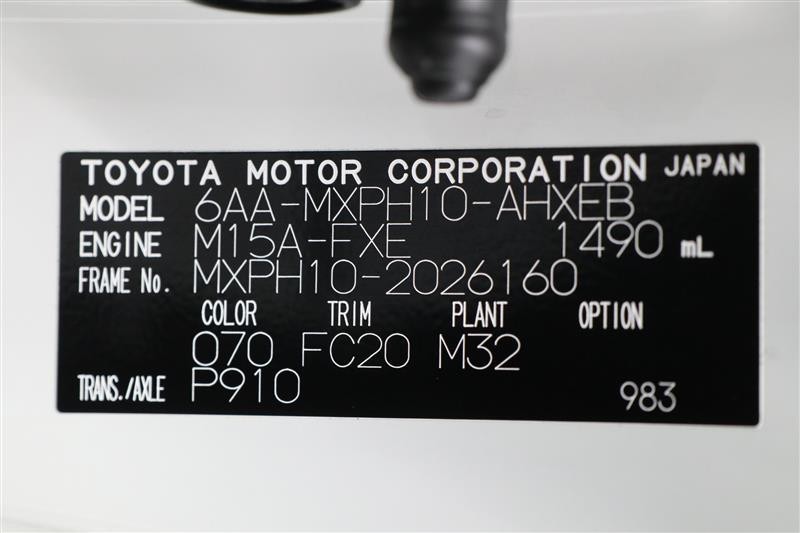 TOYOTA MOTOR CORPORATION JAPAN
MODEL 6AA-MXPH10-AHXEB
ENGINE M15A-FXE 1490 mL
FRAME No. MXPH10-2026160
COLOR TRIM PLANT OPTION
070 FC20 M32
TRANS./AXLE P910 983